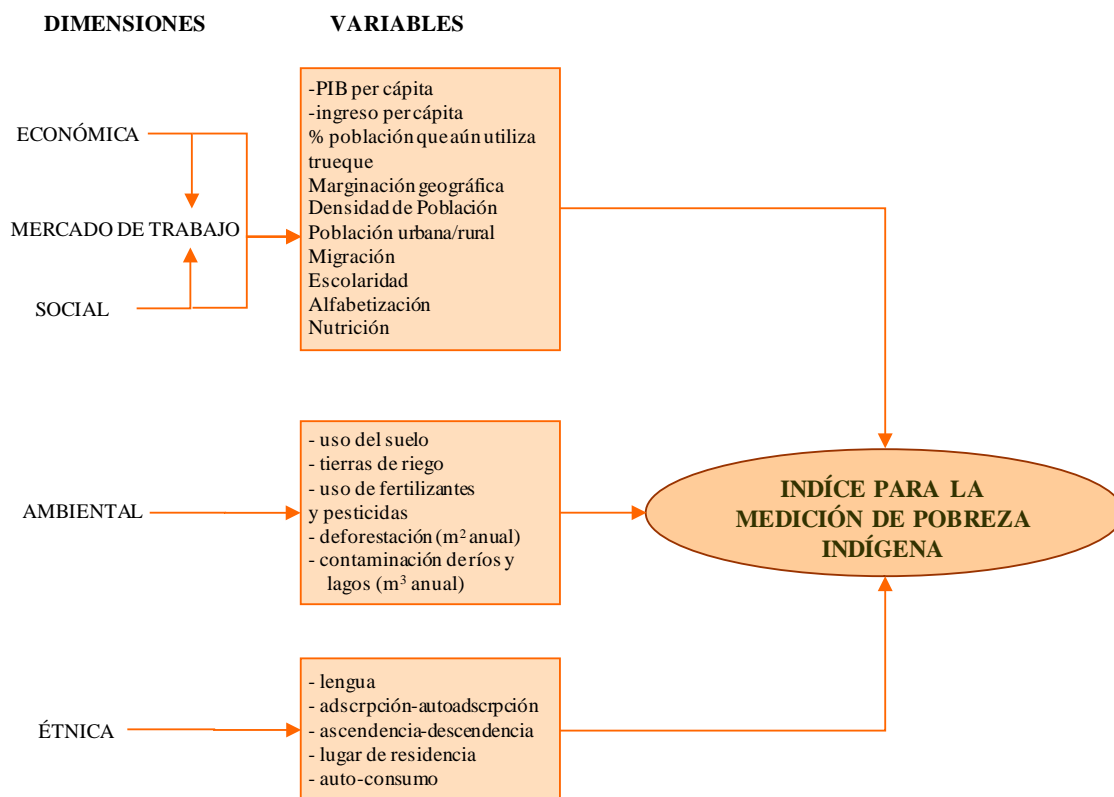 DIMENSIONES
VARIABLES
ECONÓMICA
MERCADO DE TRABAJO
SOCIAL
-PIB per cápita
-ingreso per cápita
% población que aún utiliza
trueque
Marginación geográfica
Densidad de Población
Población urbana/rural
Migración
Escolaridad
Alfabetización
Nutrición
AMBIENTAL
- uso del suelo
- tierras de riego
- uso de fertilizantes
y pesticidas
- deforestación (m² anual)
- contaminación de ríos y
lagos (m³ anual)
INDÍCE PARA LA
MEDICIÓN DE POBREZA
INDÍGENA
ÉTNICA
- lengua
- adscrpción-autoadscrpción
- ascendencia-descendencia
- lugar de residencia
- auto-consumo